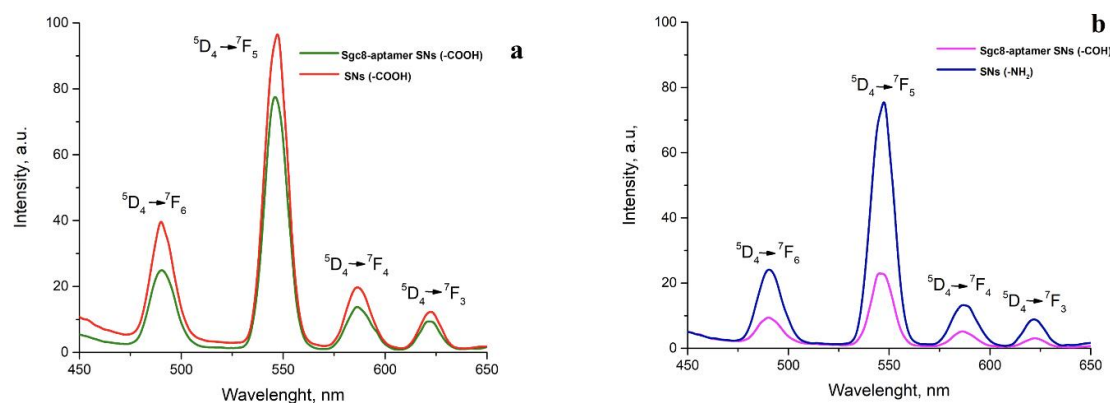 a
Sgc8-aptamer SNs (-COOH)
SNs (-COOH)
⁵D₄→⁷F₅
⁵D₄→⁷F₆
⁵D₄→⁷F₄
⁵D₄→⁷F₃
Intensity, a.u.
100
80
60
40
20
0
450 500 550 600 650
Wavelenght, nm
b
Sgc8-aptamer SNs (-COH)
SNs (-NH₂)
⁵D₄→⁷F₅
⁵D₄→⁷F₆
⁵D₄→⁷F₄
⁵D₄→⁷F₃
Intensity, a.u,
100
80
60
40
20
0
450 500 550 600 650
Wavelenght, nm